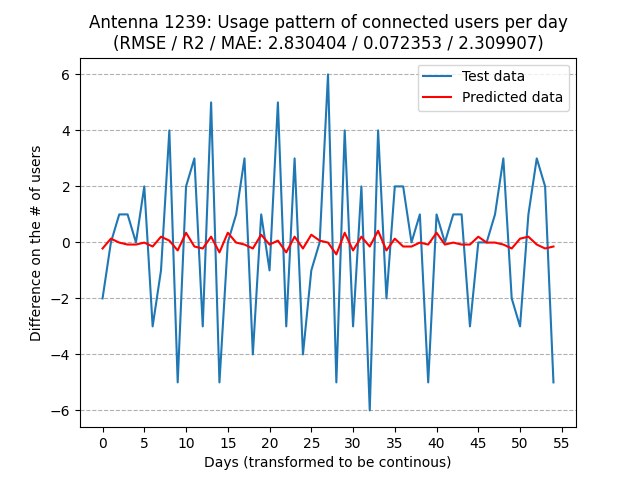 Antenna 1239: Usage pattern of connected users per day
(RMSE / R2 / MAE: 2.830404 / 0.072353 / 2.309907)
Test data
Predicted data
6
4
2
0
−2
−4
−6
Difference on the # of users
0 5 10 15 20 25 30 35 40 45 50 55
Days (transformed to be continous)